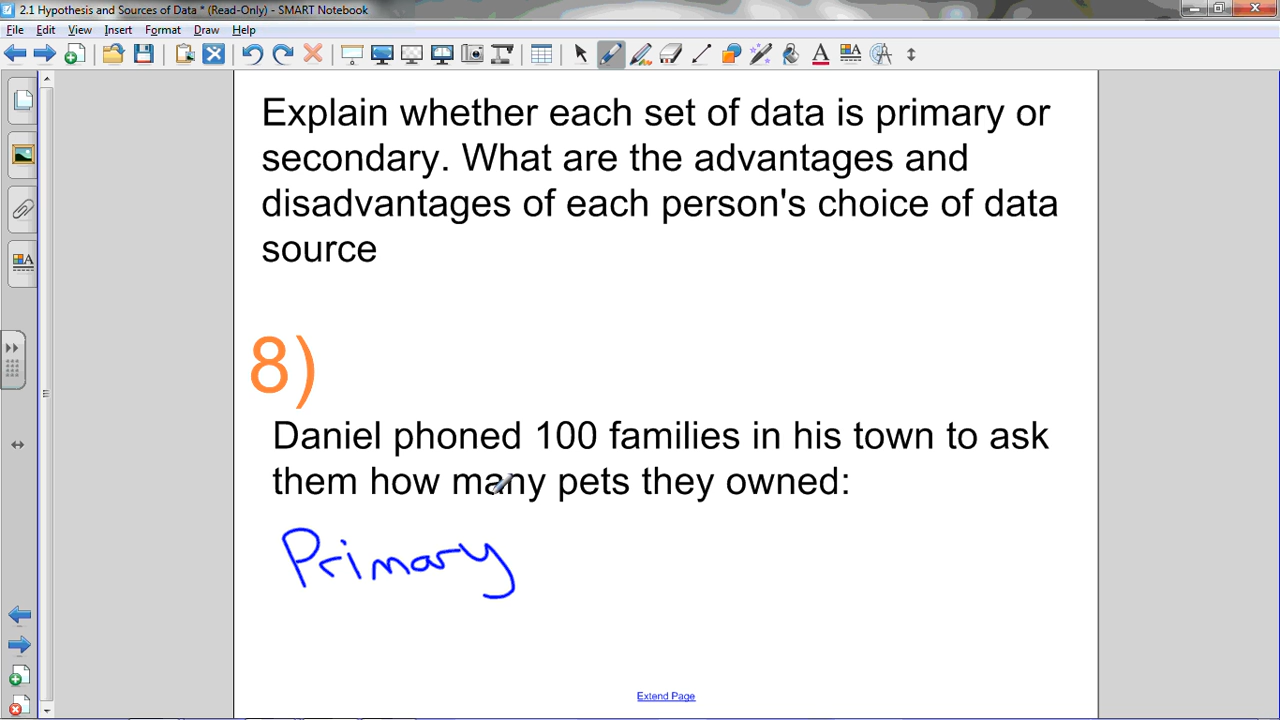 2.1 Hypothesis and Sources of Data * (Read-Only) - SMART Notebook
File Edit View Insert Format Draw Help
Explain whether each set of data is primary or
secondary. What are the advantages and
disadvantages of each person's choice of data
source
8)
Daniel phoned 100 families in his town to ask
them how many pets they owned:
Primary
Extend Page